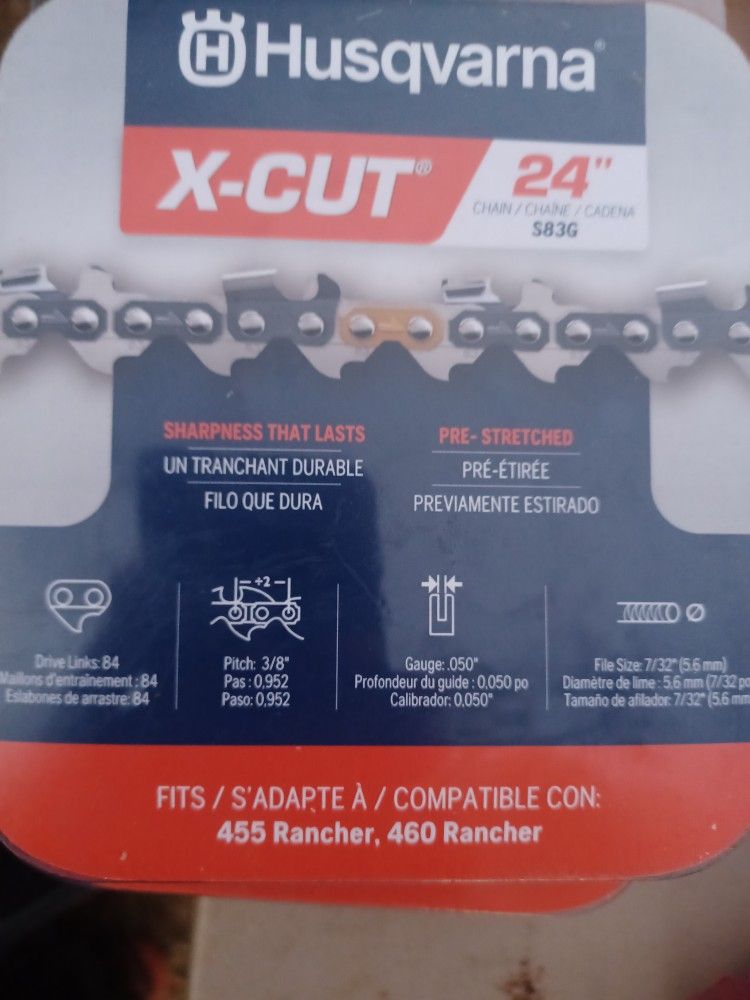 Husqvarna®
X-CUT®
24"
CHAIN / CHAÎNE / CADENA
S83G
SHARPNESS THAT LASTS
UN TRANCHANT DURABLE
FILO QUE DURA
PRE- STRETCHED
PRÉ-ÉTIRÉE
PREVIAMENTE ESTIRADO
÷2
Drive Links: 84
Maillons d'entraînement : 84
Eslabones de arrastre: 84
Pitch: 3/8"
Pas : 0,952
Paso: 0,952
Gauge: .050"
Profondeur du guide : 0,050 po
Calibrador: 0,050"
File Size: 7/32" (5.6 mm)
Diamètre de lime : 5.6 mm (7/32 po
Tamaño de afilador: 7/32" (5.6 mm
FITS / S'ADAPTE À / COMPATIBLE CON:
455 Rancher, 460 Rancher